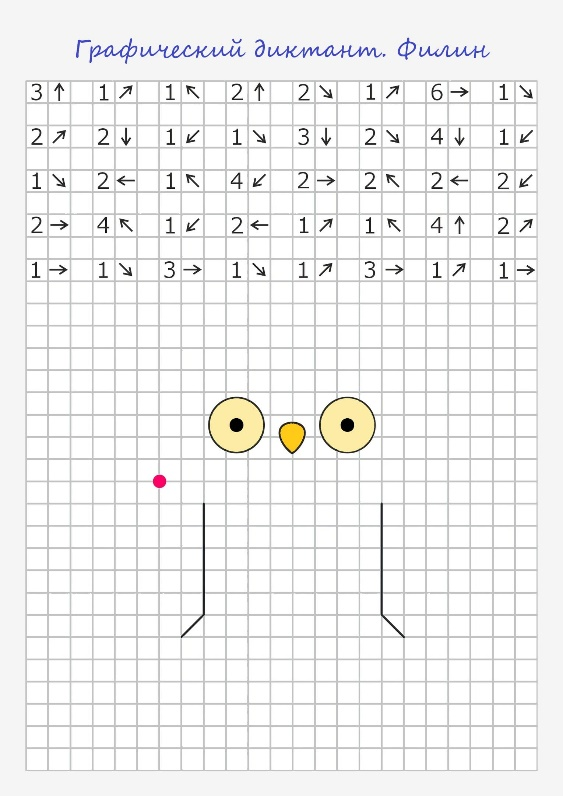 Графический диктант. Филин
3 ↑ 1 ↗ 1 ↖ 2 ↑ 2 ↘ 1 ↗ 6 → 1 ↘
2 ↗ 2 ↓ 1 ↙ 1 ↘ 3 ↓ 2 ↘ 4 ↓ 1 ↙
1 ↘ 2 ← 1 ↖ 4 ↙ 2 → 2 ↖ 2 ← 2 ↙
2 → 4 ↖ 1 ↙ 2 ← 1 ↗ 1 ↖ 4 ↑ 2 ↗
1 → 1 ↘ 3 → 1 ↘ 1 ↗ 3 → 1 ↗ 1 →